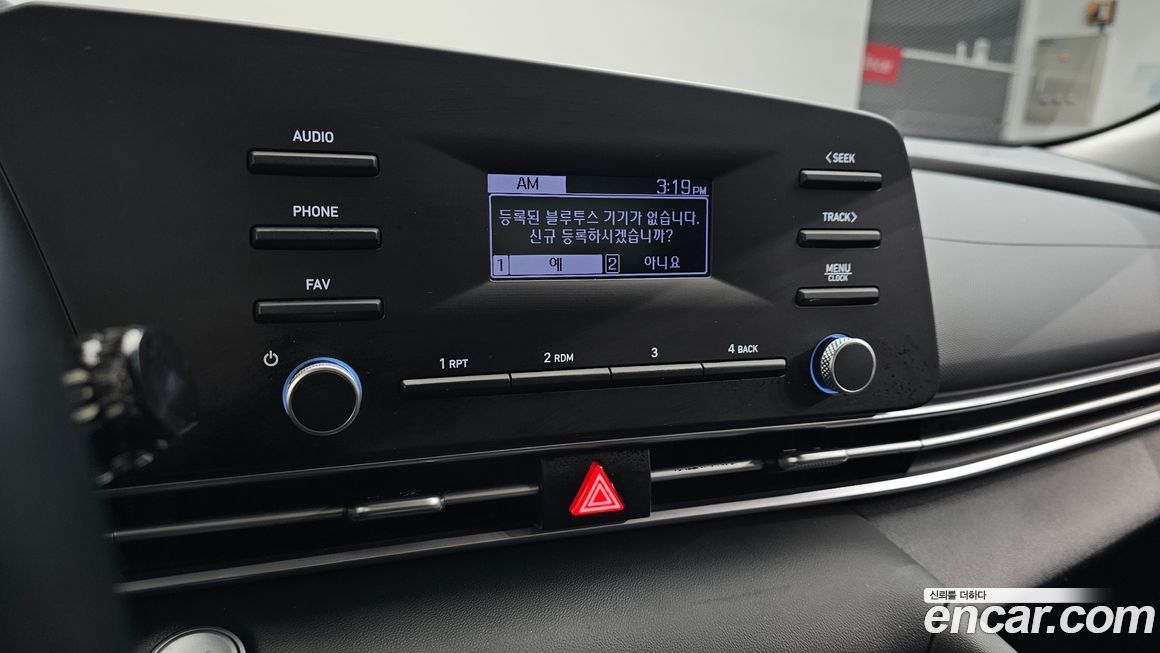 AUDIO
PHONE
FAV
AM 3:19PM
등록된 블루투스 기기가 없습니다.
신규 등록하시겠습니까?
1 예 2 아니요
<SEEK
TRACK>
MENU
CLOCK
1 RPT 2 RDM 3 4 BACK
신뢰를 더하다
encar.com